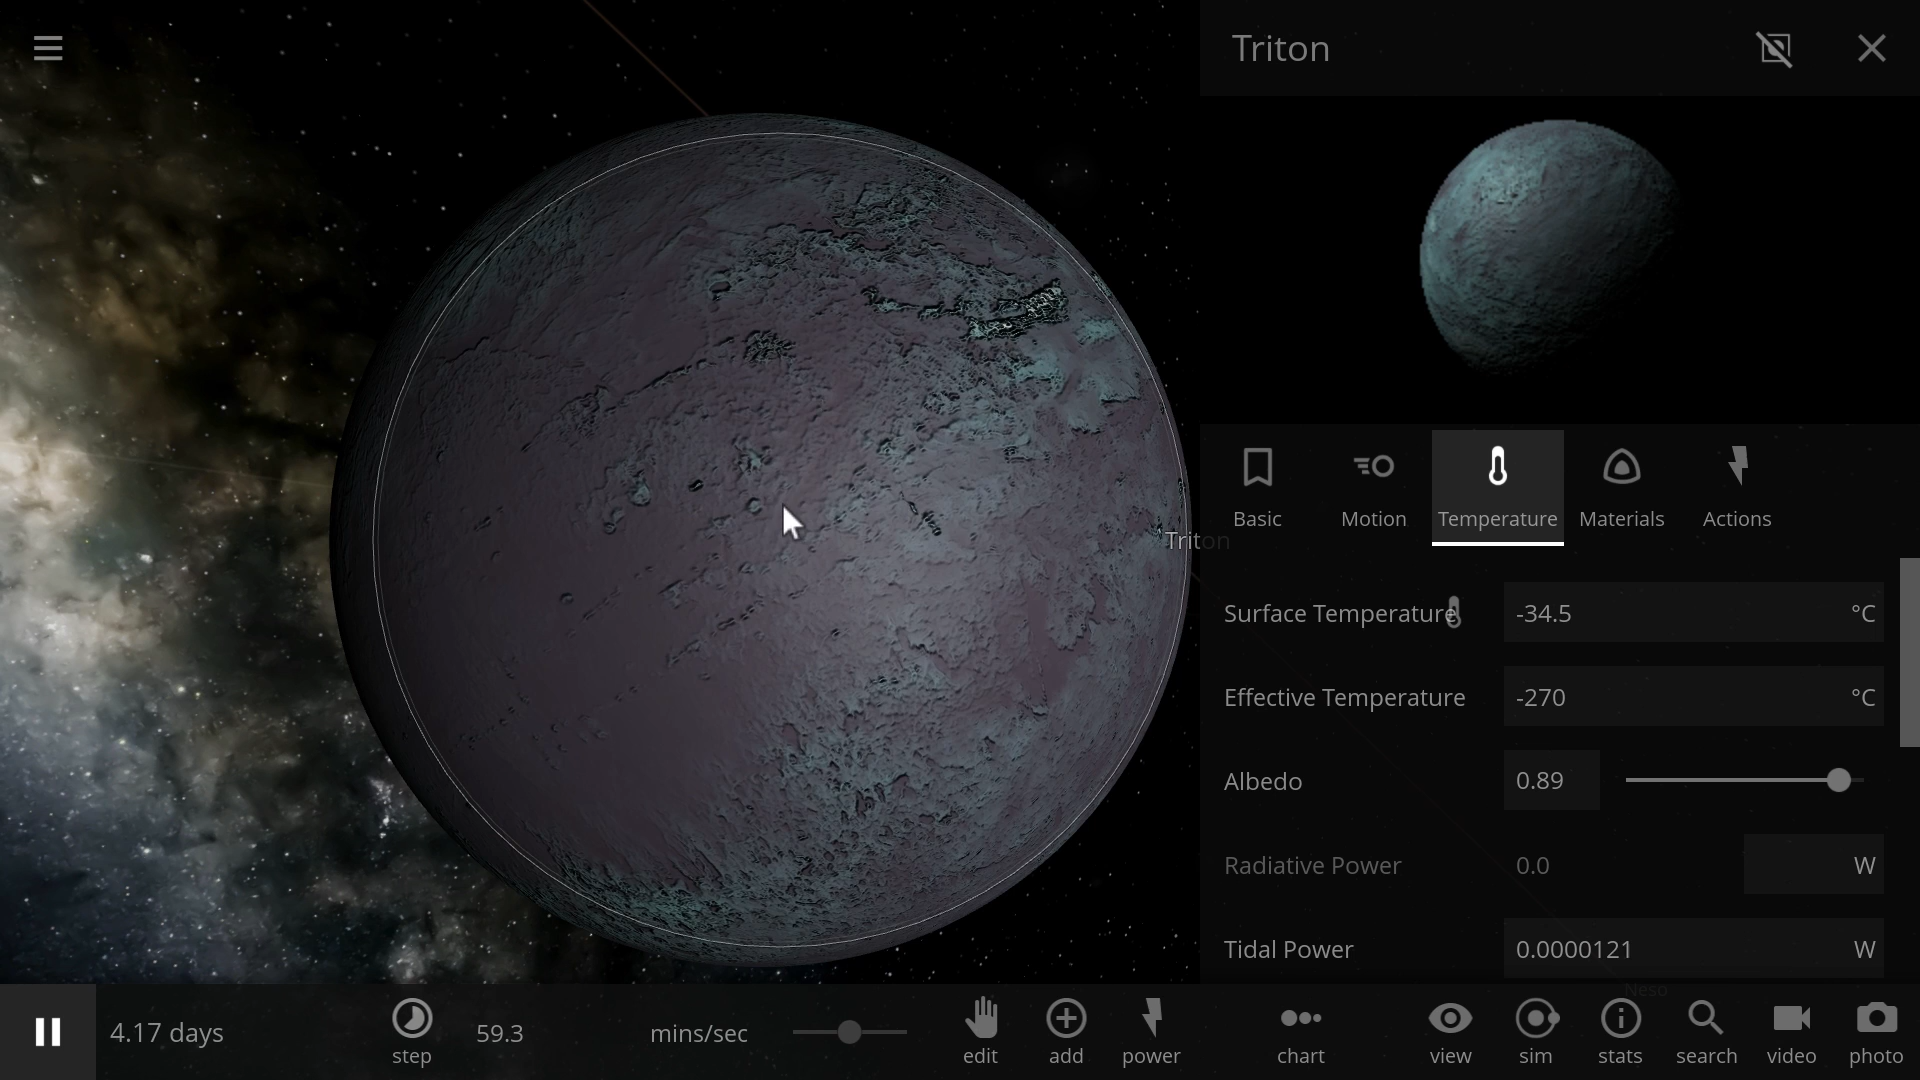 Triton
Basic
Motion
Temperature
Materials
Actions
Triton
Surface Temperature
-34.5 °C
Effective Temperature
-270 °C
Albedo
0.89
Radiative Power
0.0 W
Tidal Power
0.0000121 W
Neso
4.17 days
step
59.3
mins/sec
edit
add
power
chart
view
sim
stats
search
video
photo